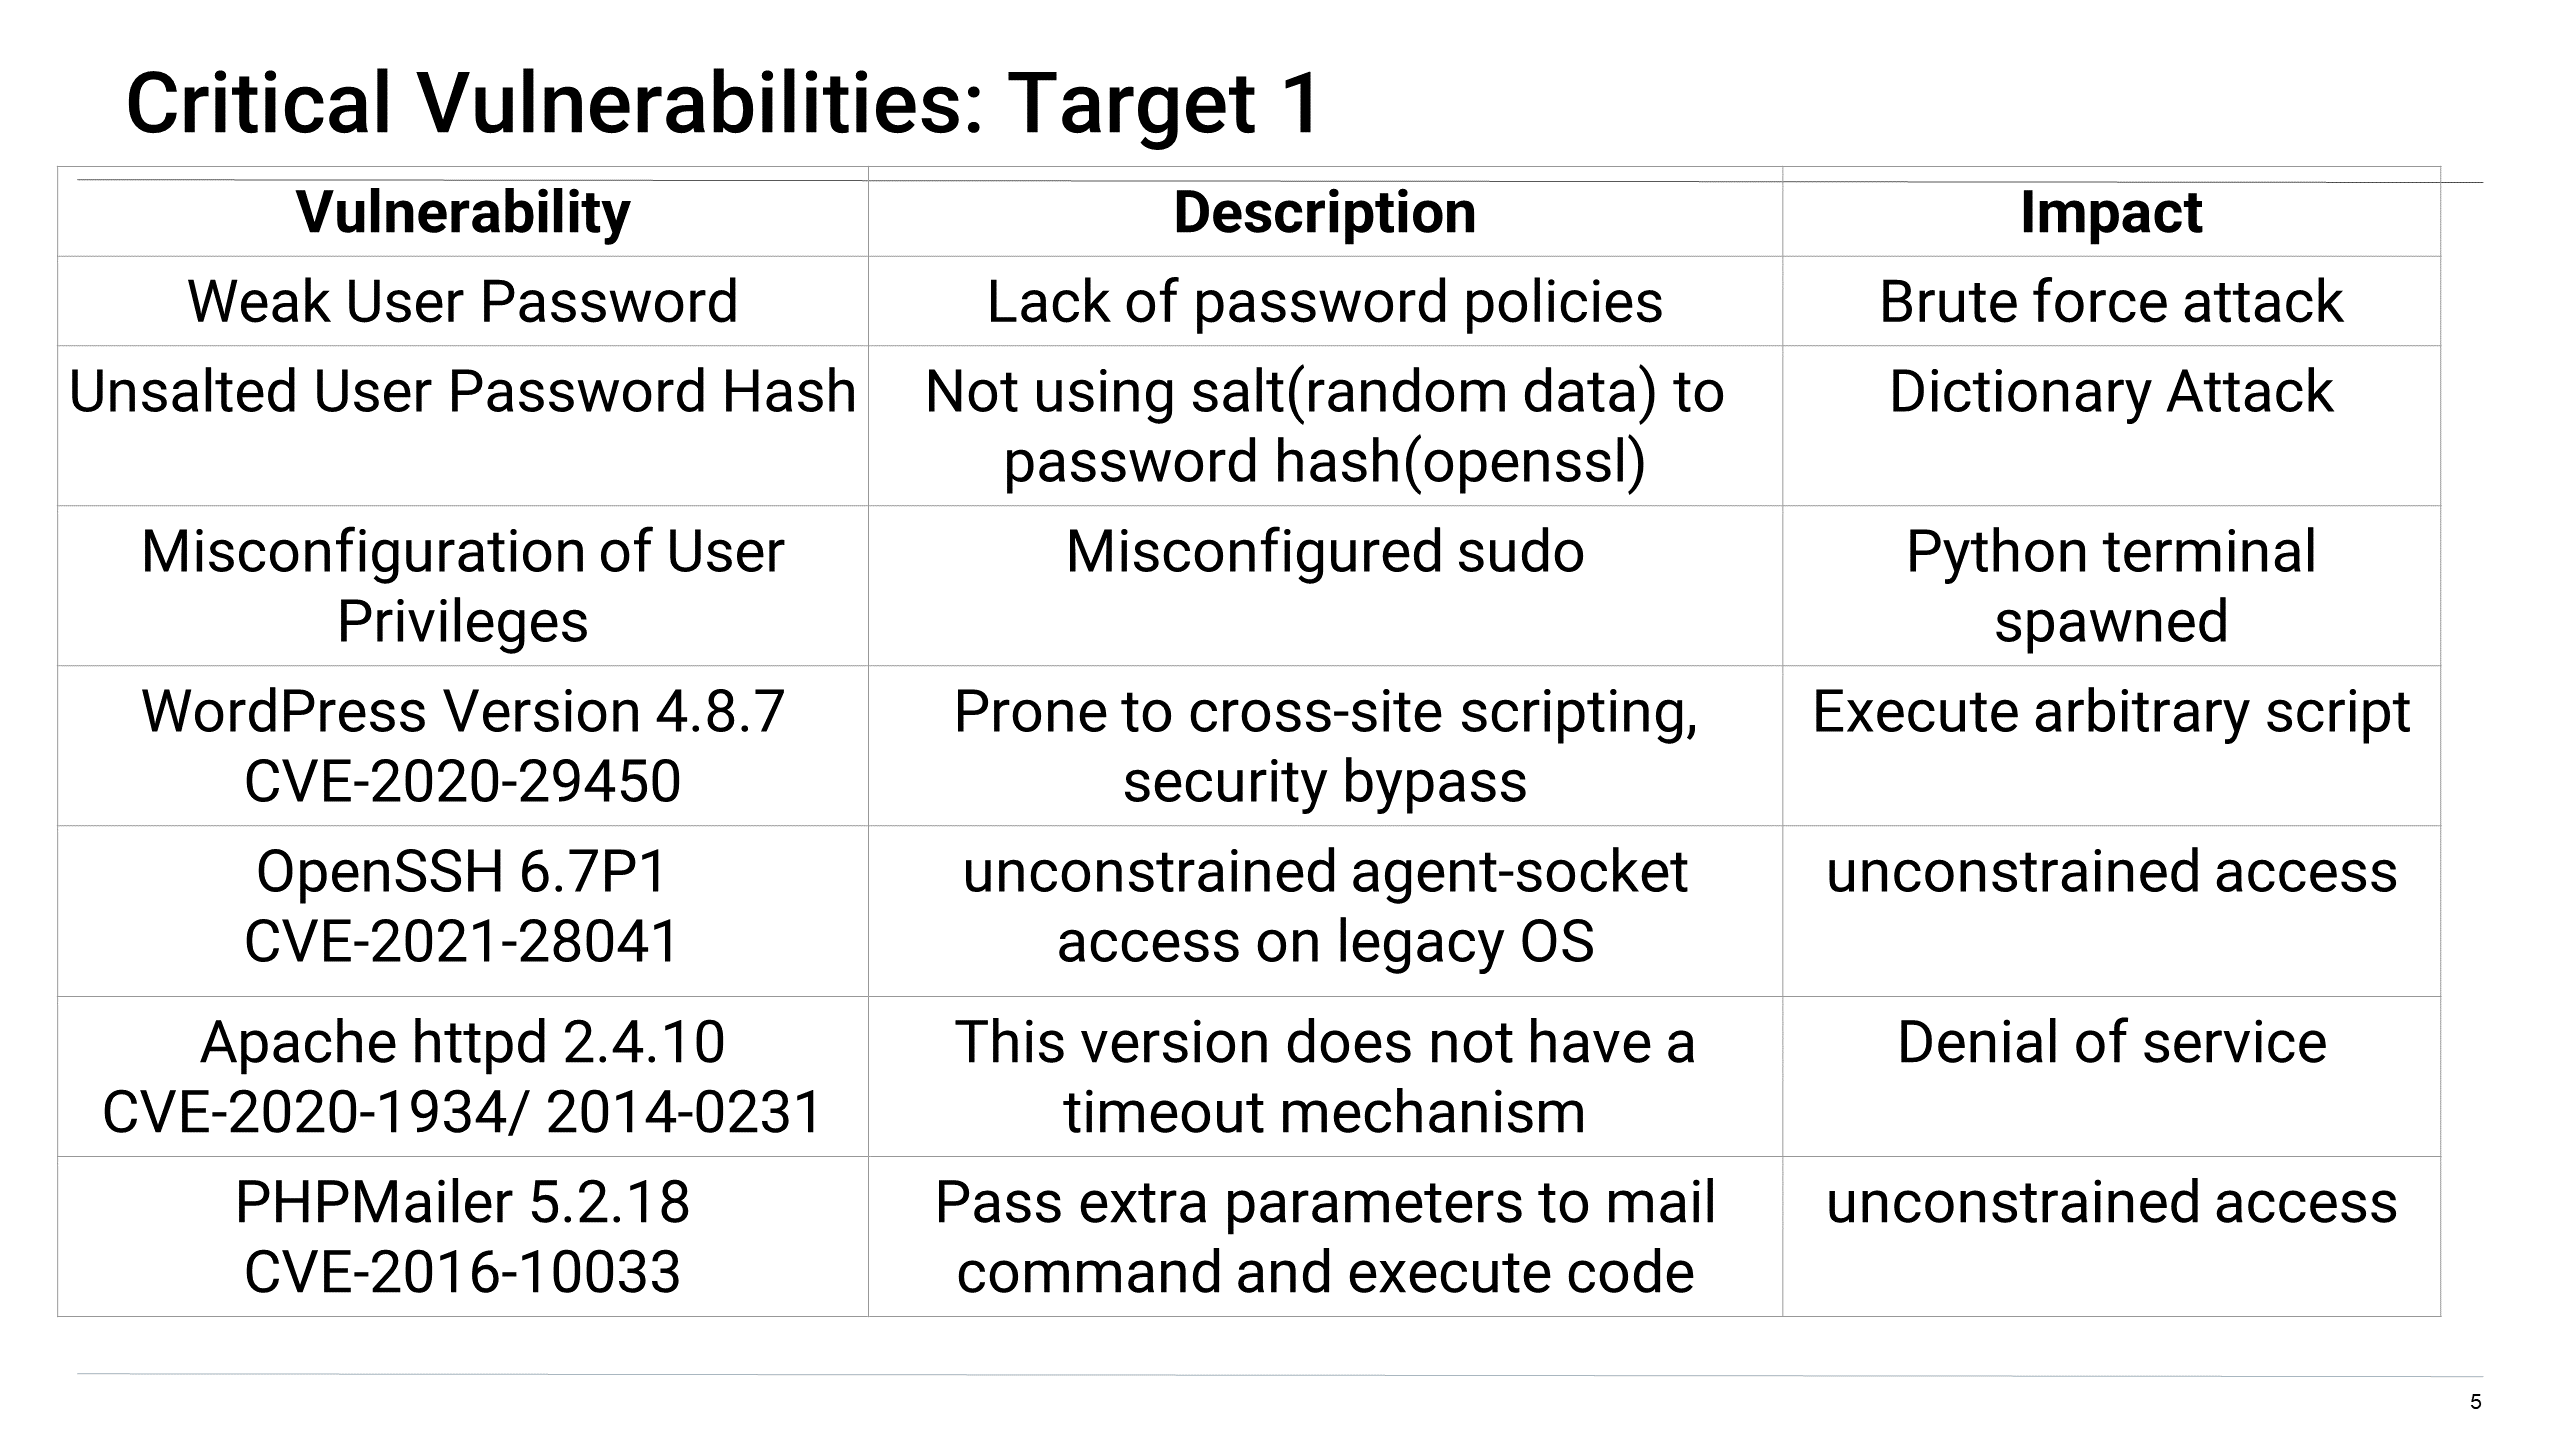 Critical Vulnerabilities: Target 1
Vulnerability
Description
Impact
Weak User Password
Lack of password policies
Brute force attack
Unsalted User Password Hash
Not using salt(random data) to
password hash(openssl)
Dictionary Attack
Misconfiguration of User
Privileges
Misconfigured sudo
Python terminal
spawned
WordPress Version 4.8.7
CVE-2020-29450
Prone to cross-site scripting,
security bypass
Execute arbitrary script
OpenSSH 6.7P1
CVE-2021-28041
unconstrained agent-socket
access on legacy OS
unconstrained access
Apache httpd 2.4.10
CVE-2020-1934/ 2014-0231
This version does not have a
timeout mechanism
Denial of service
PHPMailer 5.2.18
CVE-2016-10033
Pass extra parameters to mail
command and execute code
unconstrained access
5